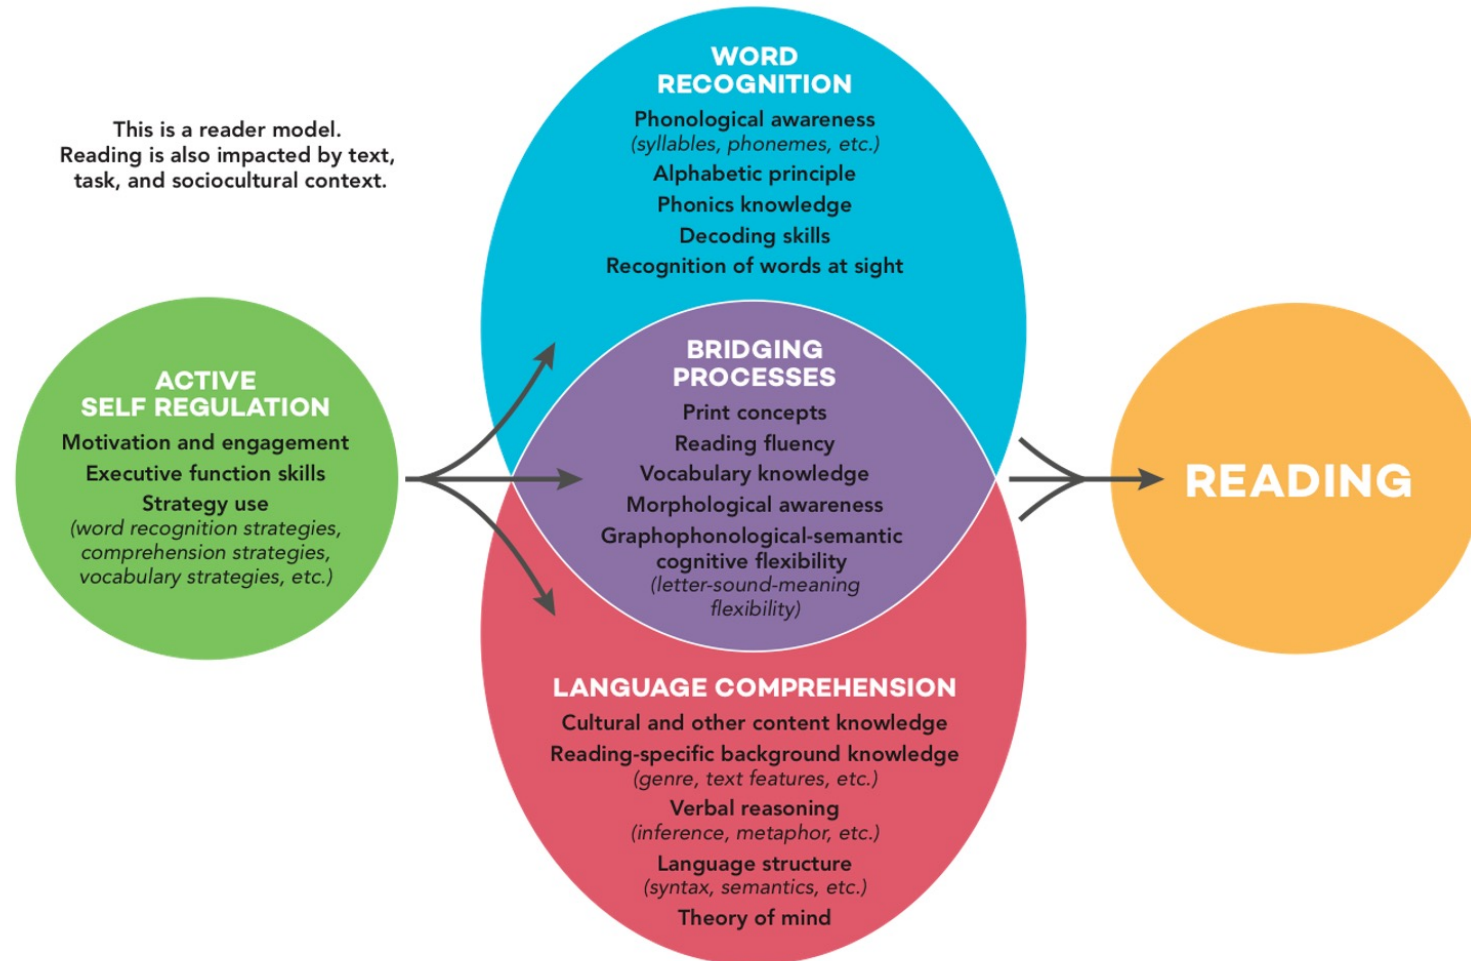 This is a reader model.
Reading is also impacted by text,
task, and sociocultural context.
ACTIVE
SELF REGULATION
Motivation and engagement
Executive function skills
Strategy use
(word recognition strategies,
comprehension strategies,
vocabulary strategies, etc.)
WORD
RECOGNITION
Phonological awareness
(syllables, phonemes, etc.)
Alphabetic principle
Phonics knowledge
Decoding skills
Recognition of words at sight
BRIDGING
PROCESSES
Print concepts
Reading fluency
Vocabulary knowledge
Morphological awareness
Graphophonological-semantic
cognitive flexibility
(letter-sound-meaning
flexibility)
LANGUAGE COMPREHENSION
Cultural and other content knowledge
Reading-specific background knowledge
(genre, text features, etc.)
Verbal reasoning
(inference, metaphor, etc.)
Language structure
(syntax, semantics, etc.)
Theory of mind
READING